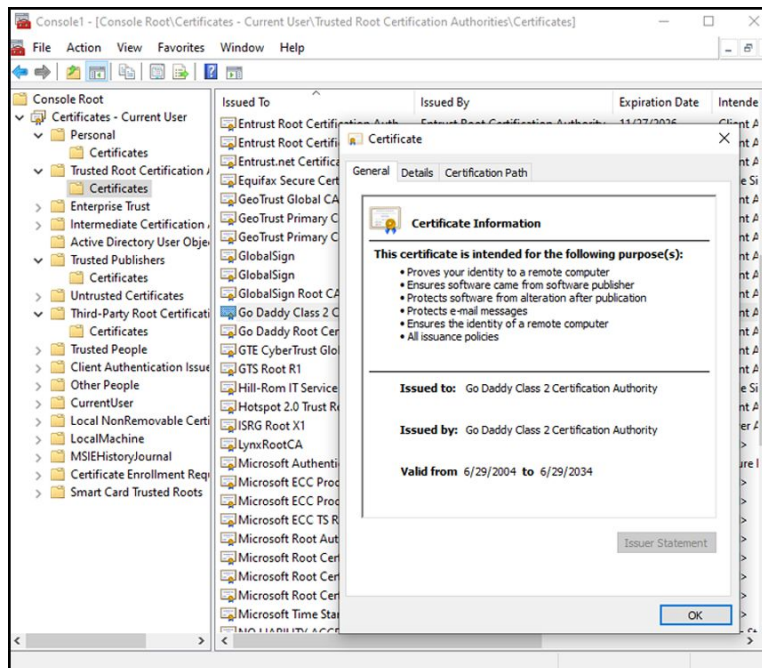 Console1 - [Console Root\Certificates - Current User\Trusted Root Certification Authorities\Certificates]
File Action View Favorites Window Help
Console Root
Certificates - Current User
Personal
Certificates
Trusted Root Certification
Certificates
Enterprise Trust
Intermediate Certification
Active Directory User Obje
Trusted Publishers
Certificates
Untrusted Certificates
Third-Party Root Certificati
Certificates
Trusted People
Client Authentication Issue
Other People
CurrentUser
Local NonRemovable Certi
LocalMachine
MSIEHistoryJournal
Certificate Enrollment Requ
Smart Card Trusted Roots
Issued To Issued By Expiration Date Intende
Entrust Root Certification Auth Entrust Root Certification Authority 11/27/2026 Client A
Entrust Root Certifi
Entrust.net Certifica
Equifax Secure Cert
GeoTrust Global CA
GeoTrust Primary C
GeoTrust Primary C
GlobalSign
GlobalSign
GlobalSign Root CA
Go Daddy Class 2 C
Go Daddy Root Cer
GTE CyberTrust Glo
GTS Root R1
Hill-Rom IT Service
Hotspot 2.0 Trust R
ISRG Root X1
LynxRootCA
Microsoft Authenti
Microsoft ECC Proc
Microsoft ECC Proc
Microsoft ECC TS R
Microsoft Root Aut
Microsoft Root Cer
Microsoft Root Cer
Microsoft Root Cer
Microsoft Time Sta
Certificate
General Details Certification Path
Certificate Information
This certificate is intended for the following purpose(s):
• Proves your identity to a remote computer
• Ensures software came from software publisher
• Protects software from alteration after publication
• Protects e-mail messages
• Ensures the identity of a remote computer
• All issuance policies
Issued to: Go Daddy Class 2 Certification Authority
Issued by: Go Daddy Class 2 Certification Authority
Valid from 6/29/2004 to 6/29/2034
Issuer Statement
OK